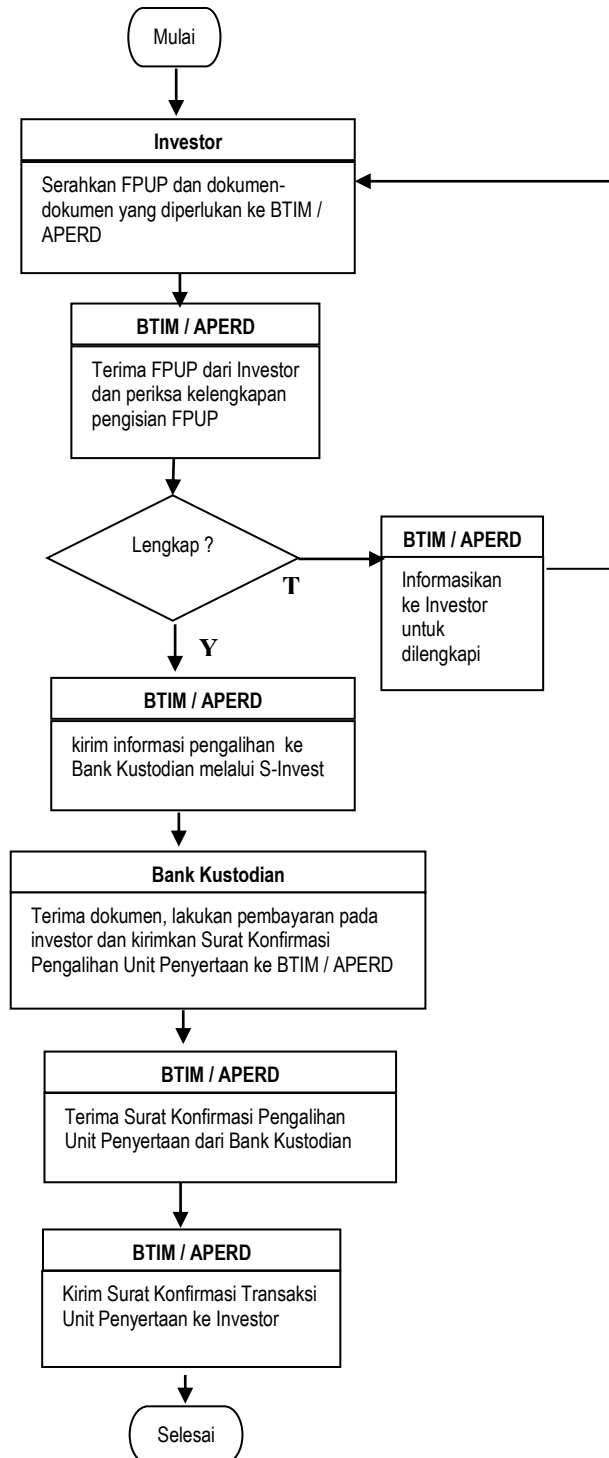 Mulai
Investor
Serahkan FPUP dan dokumen-
dokumen yang diperlukan ke BTIM /
APERD
BTIM / APERD
Terima FPUP dari Investor
dan periksa kelengkapan
pengisian FPUP
Lengkap ?
T
BTIM / APERD
Informasikan
ke Investor
untuk
dilengkapi
Y
BTIM / APERD
kirim informasi pengalihan ke
Bank Kustodian melalui S-Invest
Bank Kustodian
Terima dokumen, lakukan pembayaran pada
investor dan kirimkan Surat Konfirmasi
Pengalihan Unit Penyertaan ke BTIM / APERD
BTIM / APERD
Terima Surat Konfirmasi Pengalihan
Unit Penyertaan dari Bank Kustodian
BTIM / APERD
Kirim Surat Konfirmasi Transaksi
Unit Penyertaan ke Investor
Selesai